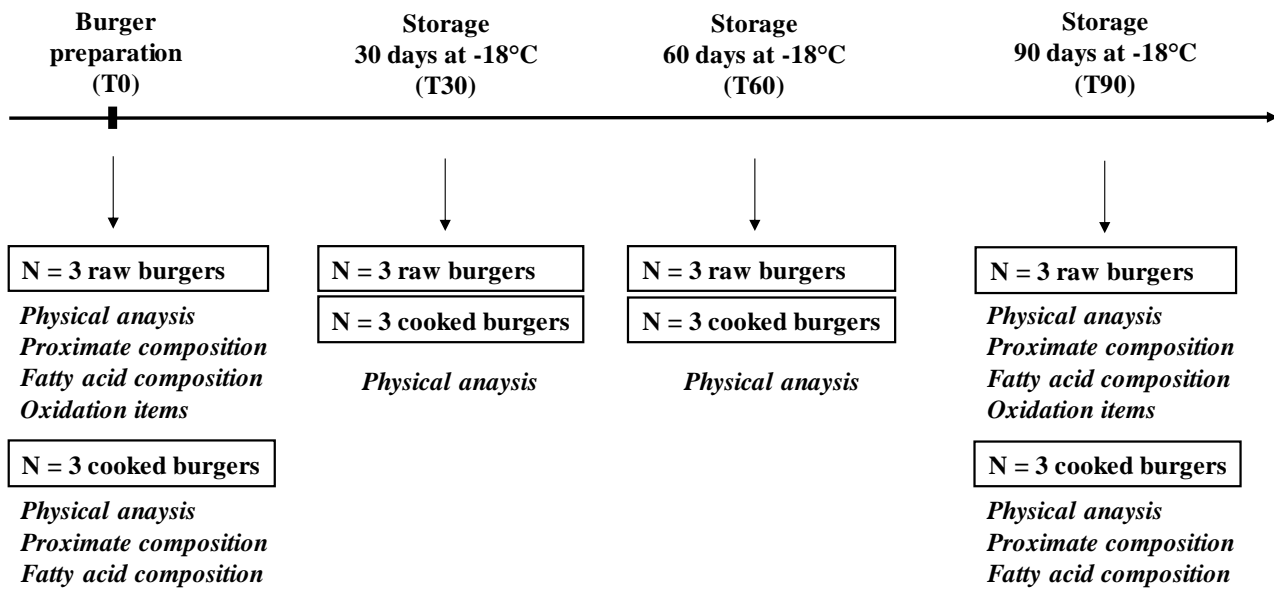 Burger
preparation
(T0)
Storage
30 days at -18°C
(T30)
Storage
60 days at -18°C
(T60)
Storage
90 days at -18°C
(T90)
N = 3 raw burgers
Physical anaysis
Proximate composition
Fatty acid composition
Oxidation items
N = 3 cooked burgers
Physical anaysis
Proximate composition
Fatty acid composition
N = 3 raw burgers
N = 3 cooked burgers
Physical anaysis
N = 3 raw burgers
N = 3 cooked burgers
Physical anaysis
N = 3 raw burgers
Physical anaysis
Proximate composition
Fatty acid composition
Oxidation items
N = 3 cooked burgers
Physical anaysis
Proximate composition
Fatty acid composition